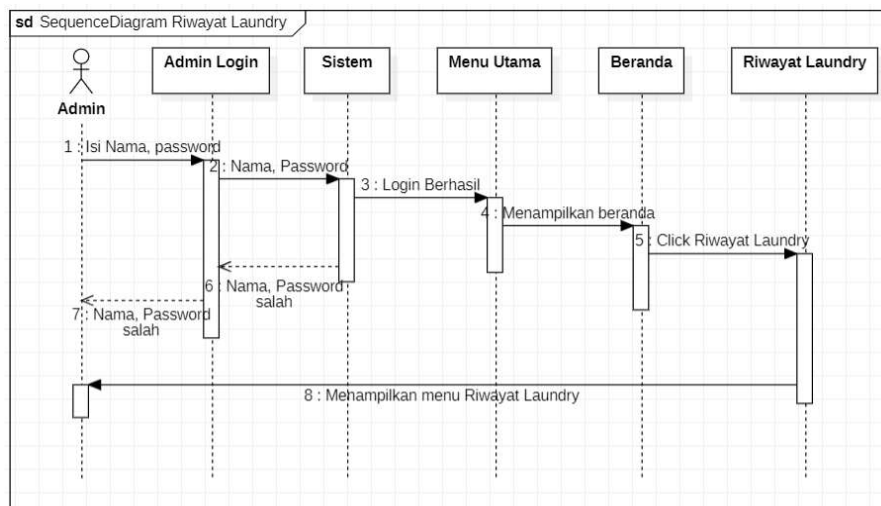 sd SequenceDiagram Riwayat Laundry
Admin Login
Sistem
Menu Utama
Beranda
Riwayat Laundry
Admin
1 : Isi Nama, password
2 : Nama, Password
3 : Login Berhasil
4 : Menampilkan beranda
5 : Click Riwayat Laundry
6 : Nama, Password
salah
7 : Nama, Password
salah
8 : Menampilkan menu Riwayat Laundry